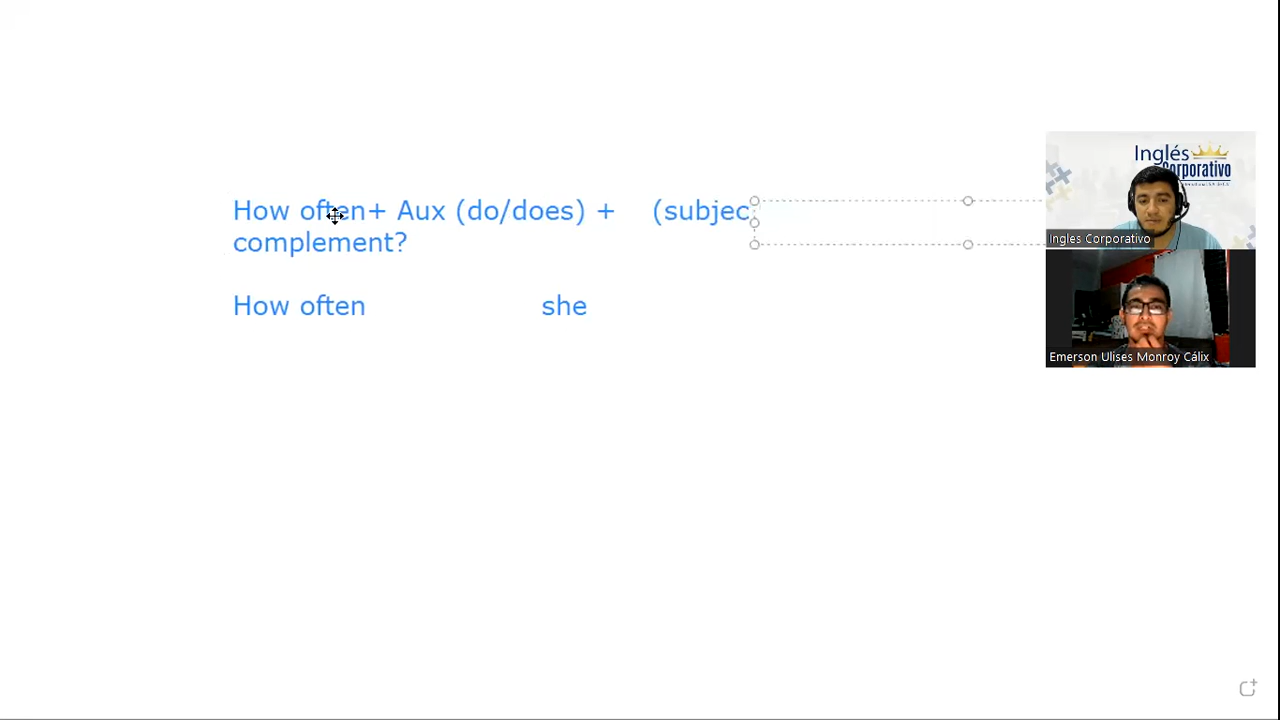 How often+ Aux (do/does) + (subjec
complement?
How often she
Inglés
Corporativo
Ingles Corporativo
Emerson Ulises Monroy Cálix